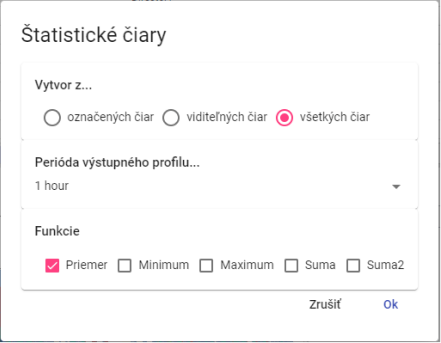 Štatistické čiary
Vytvor z...
označených čiar viditeľných čiar všetkých čiar
Perióda výstupného profilu...
1 hour
Funkcie
Priemer Minimum Maximum Suma Suma2
Zrušiť Ok